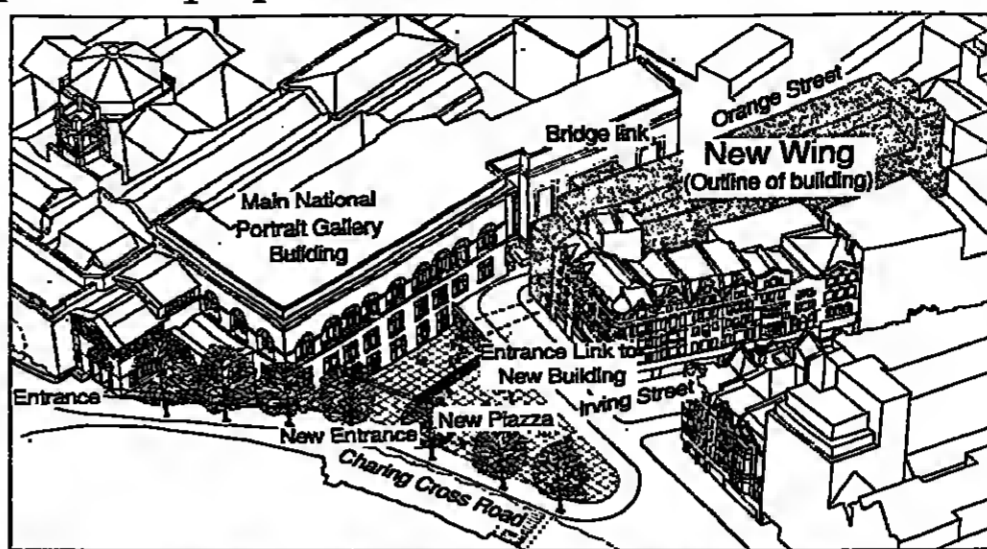 Orange Street
Bridge link
New Wing
(Outline of building)
Main National
Portrait Gallery
Building
Entrance Link to
New Building
Irving Street
Entrance
New Entrance
New Piazza
Charing Cross Road